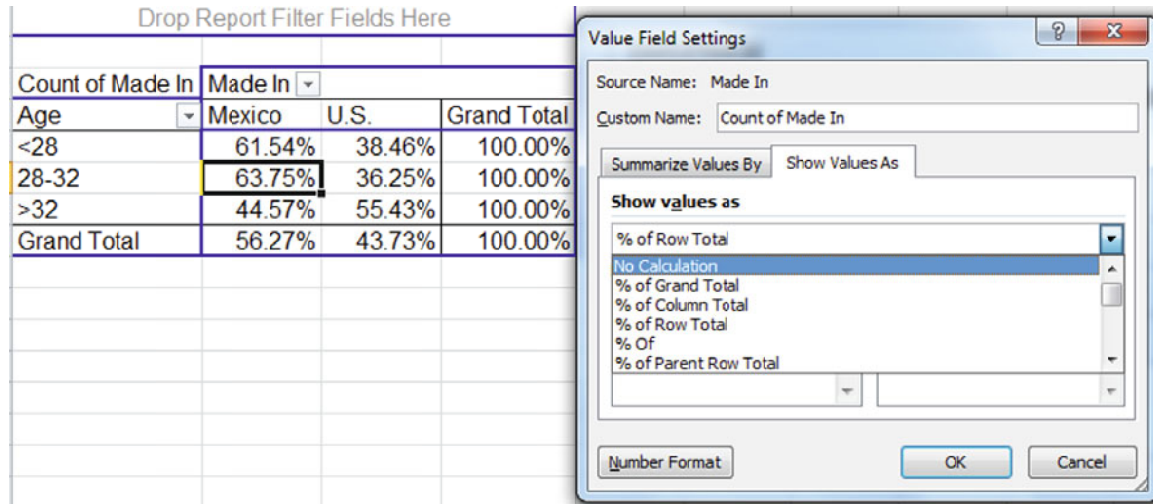 Drop Report Filter Fields Here
Count of Made In Made In
Age Mexico U.S. Grand Total
<28 61.54% 38.46% 100.00%
28-32 63.75% 36.25% 100.00%
>32 44.57% 55.43% 100.00%
Grand Total 56.27% 43.73% 100.00%
Value Field Settings
Source Name: Made In
Custom Name: Count of Made In
Summarize Values By Show Values As
Show values as
% of Row Total
No Calculation
% of Grand Total
% of Column Total
% of Row Total
% Of
% of Parent Row Total
Number Format OK Cancel